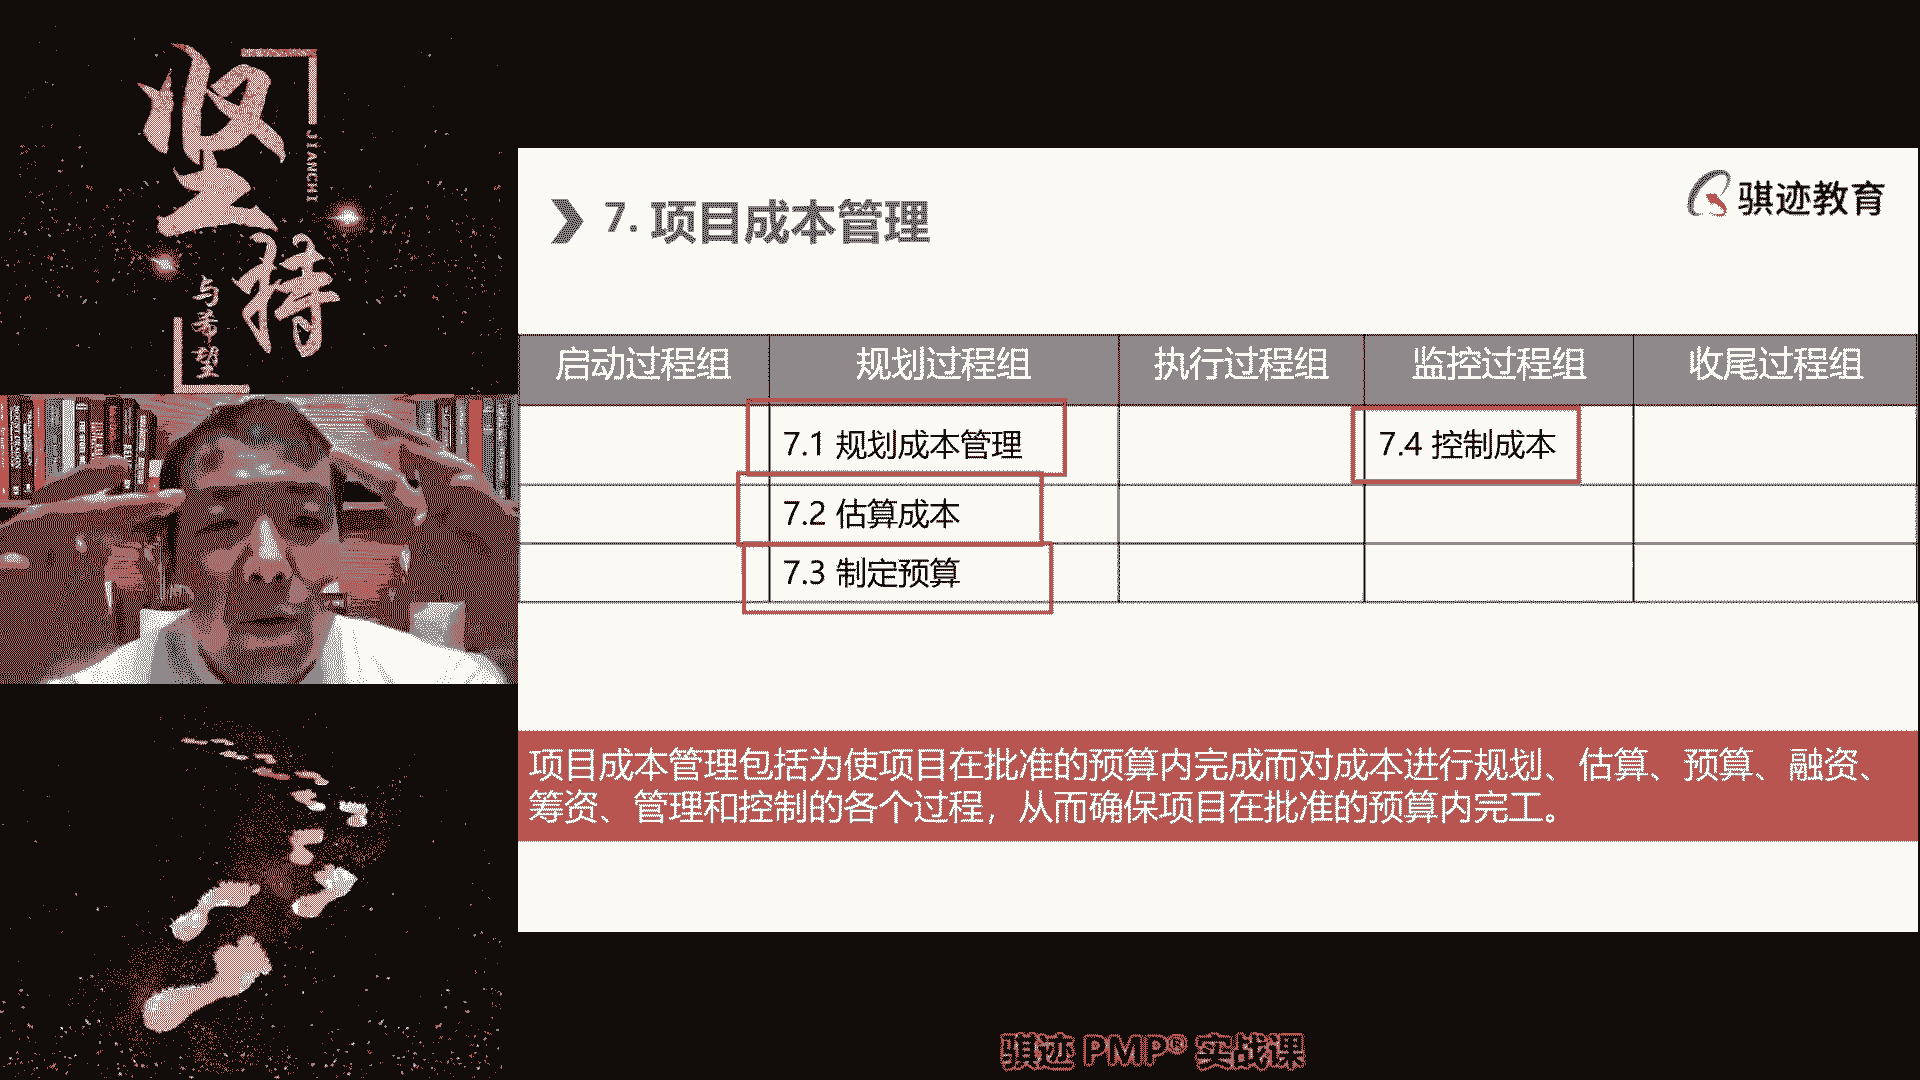 坚持
JIANCHI
与希望
7. 项目成本管理
骐迹教育
启动过程组 规划过程组 执行过程组 监控过程组 收尾过程组
7.1 规划成本管理 7.4 控制成本
7.2 估算成本
7.3 制定预算
项目成本管理包括为使项目在批准的预算内完成而对成本进行规划、估算、预算、融资、
筹资、管理和控制的各个过程，从而确保项目在批准的预算内完工。
骐迹 PMP® 实战课